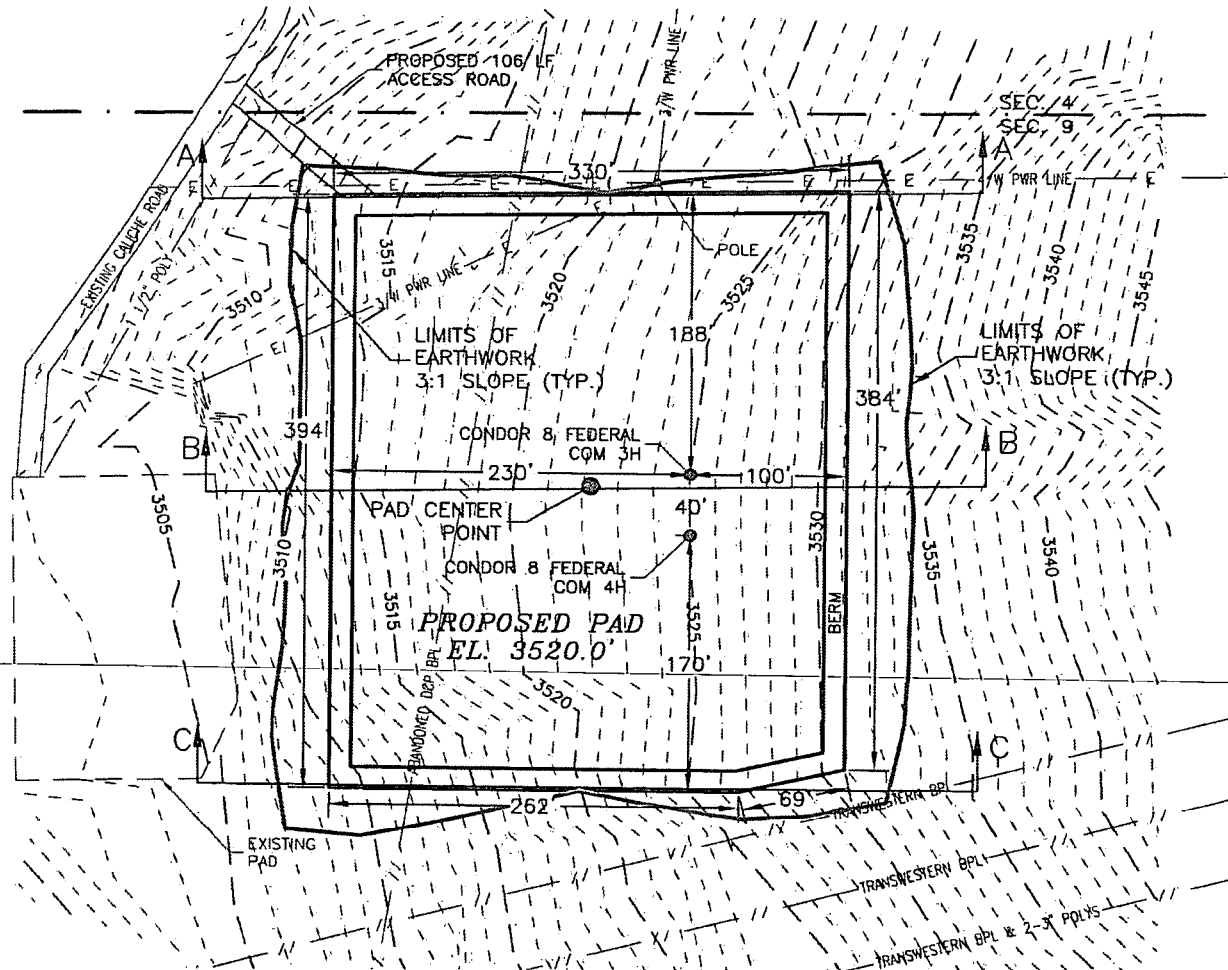 PROPOSED 106 LF
ACCESS ROAD
3/W PWR LINE
SEC. 4
SEC. 9
A
A
330'
E E E E E E E
/W PWR LINE
E
EXISTING CALICHE ROAD
1 1/2" POLY
3515
POLE
3520
3525
3535
3540
3545
3510
E
PWR LINE
188'
LIMITS OF
EARTHWORK
3:1 SLOPE (TYP.)
LIMITS OF
EARTHWORK
3:1 SLOPE (TYP.)
384'
394'
B
B
CONDOR 8 FEDERAL
COM 3H
230'
100'
PAD CENTER
POINT
40'
3505
3510
3530
3535
3540
CONDOR 8 FEDERAL
COM 4H
3515
3525
BERM
PROPOSED PAD
EL. 3520.0'
170'
3520
ABANDONED DCP BPL
C
C
262'
69'
TRANSWESTERN BPL
EXISTING
PAD
TRANSWESTERN BPL
TRANSWESTERN BPL & 2-3" POLYS